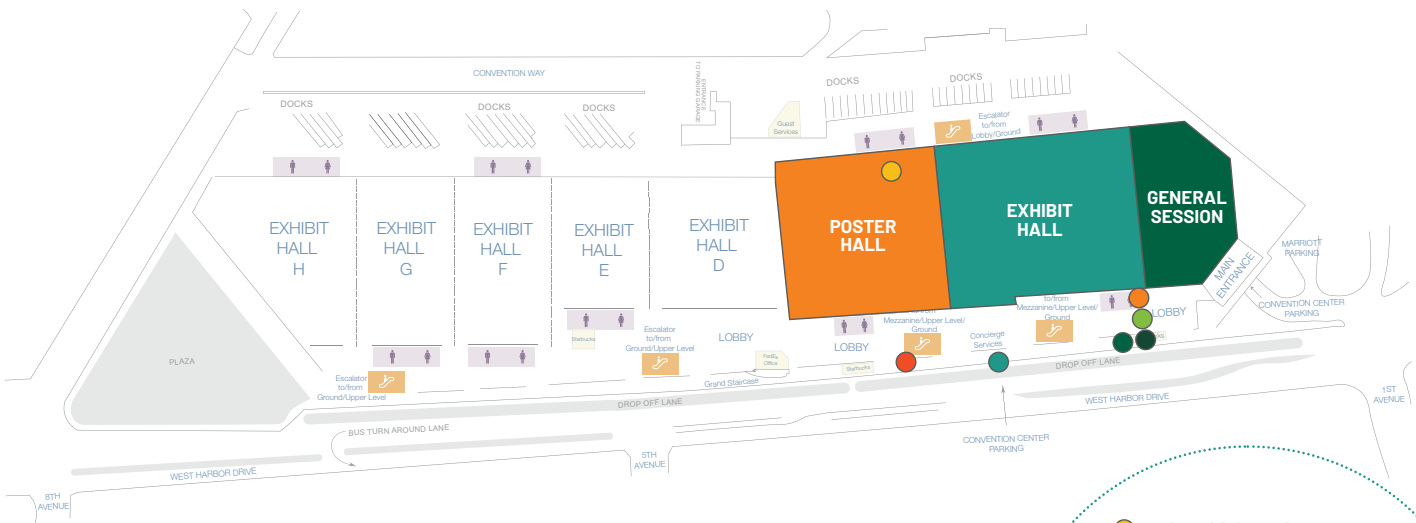 CONVENTION WAY
ENTRANCE
TO PARKING GARAGE
DOCKS
DOCKS
DOCKS
DOCKS
DOCKS
Guest
Services
Escalator
to/from
Lobby/Ground
EXHIBIT
HALL
H
EXHIBIT
HALL
G
EXHIBIT
HALL
F
EXHIBIT
HALL
E
EXHIBIT
HALL
D
POSTER
HALL
EXHIBIT
HALL
GENERAL
SESSION
MAIN
ENTRANCE
MARRIOTT
PARKING
CONVENTION CENTER
PARKING
to/from
Mezzanine/Upper Level/
Ground
Mezzanine/Upper Level/
Ground
LOBBY
LOBBY
LOBBY
Concierge
Services
Starbucks
Escalator
to/from
Ground/Upper Level
FedEx
Office
Starbucks
Grand Staircase
PLAZA
Escalator
to/from
Ground/Upper Level
DROP OFF LANE
DROP OFF LANE
BUS TURN AROUND LANE
WEST HARBOR DRIVE
WEST HARBOR DRIVE
1ST
AVENUE
CONVENTION CENTER
PARKING
5TH
AVENUE
8TH
AVENUE